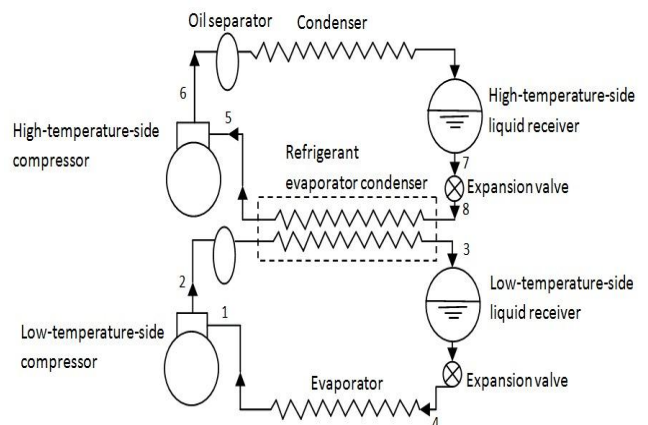 Oil separator
Condenser
6
5
High-temperature-side
compressor
High-temperature-side
liquid receiver
7
Expansion valve
8
Refrigerant
evaporator condenser
3
2
1
Low-temperature-side
compressor
Low-temperature-side
liquid receiver
Expansion valve
Evaporator
4